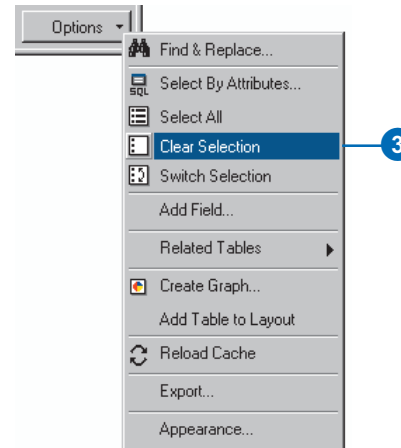 Options
Find & Replace...
SQL
Select By Attributes...
Select All
Clear Selection
3
Switch Selection
Add Field...
Related Tables
Create Graph...
Add Table to Layout
Reload Cache
Export...
Appearance...